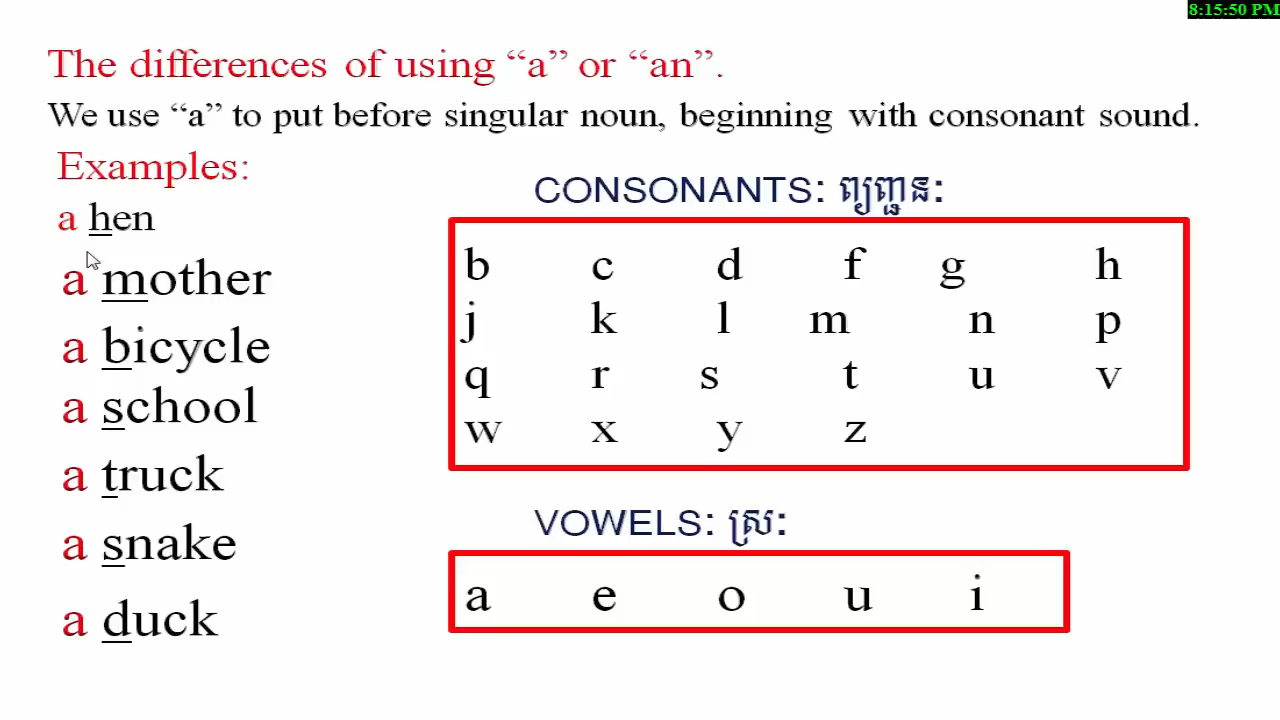 8:15:50 PM
The differences of using “a” or “an”.
We use “a” to put before singular noun, beginning with consonant sound.
Examples:
a hen
a mother
a bicycle
a school
a truck
a snake
a duck
CONSONANTS: ព្យញ្ជនៈ
b c d f g h
j k l m n p
q r s t u v
w x y z
VOWELS: ស្រៈ
a e o u i